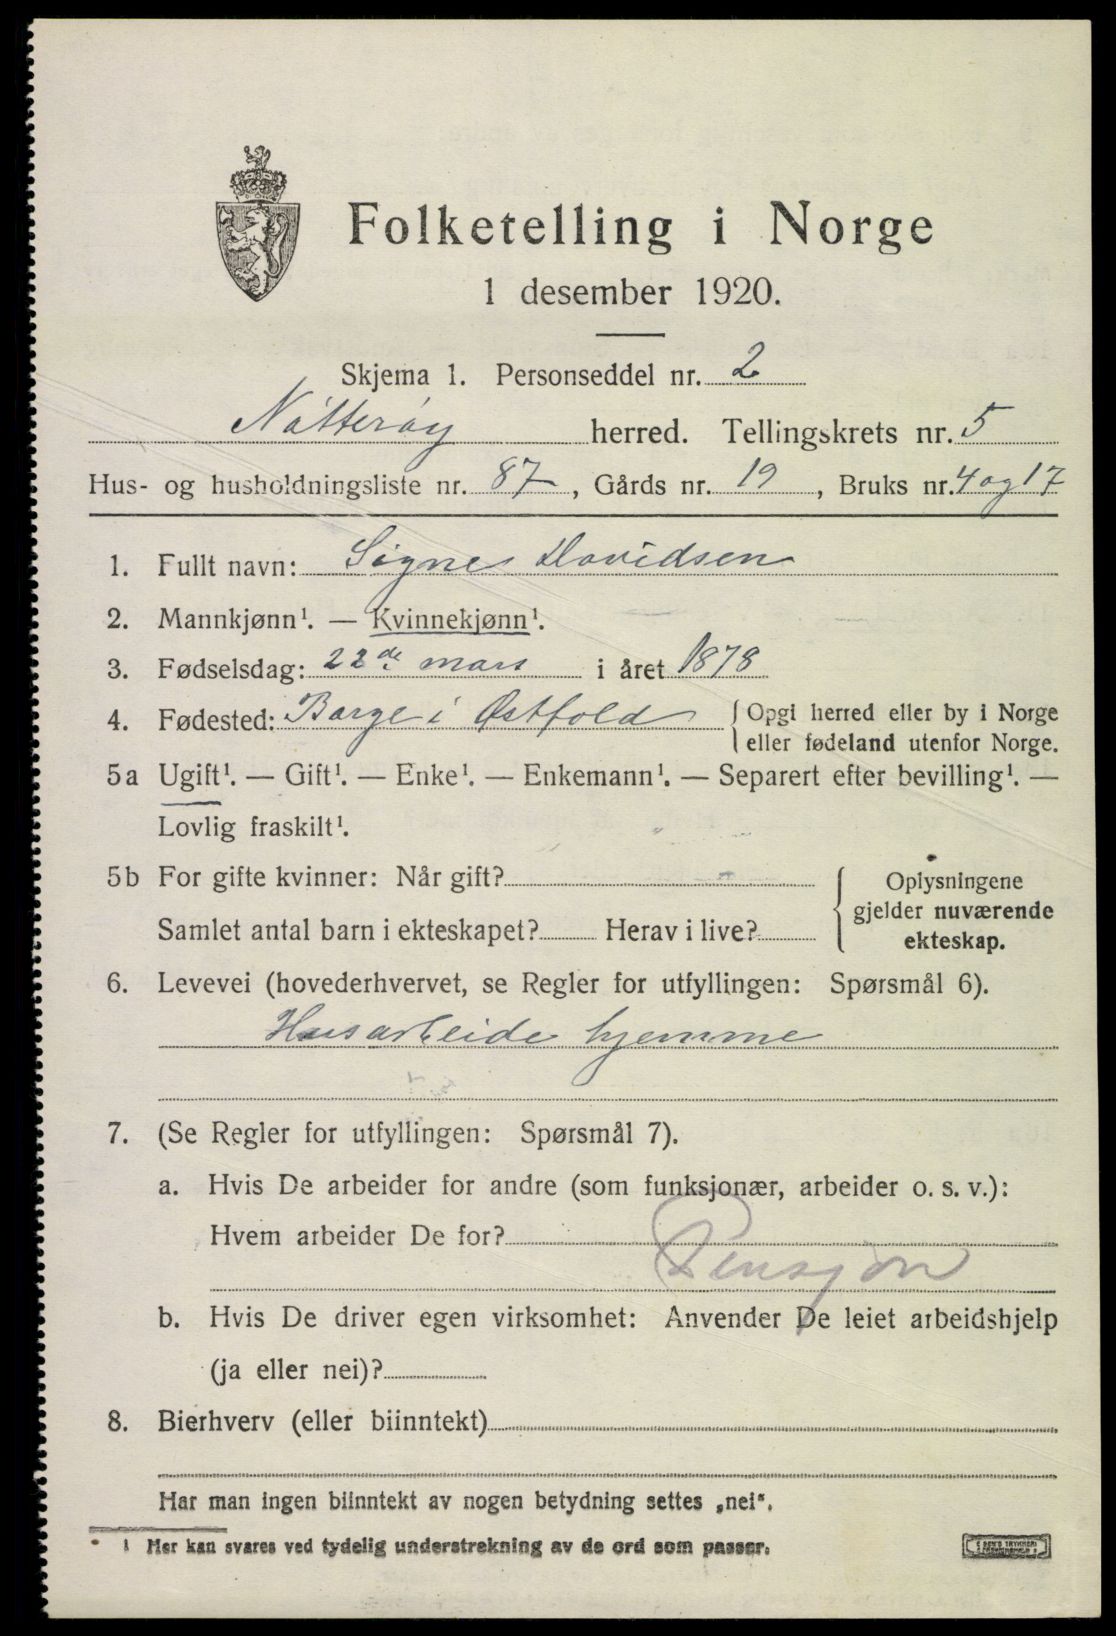 Folketelling i Norge
1 desember 1920.
Skjema 1. Personseddel nr. 2
Nøtterøy herred. Tellingskrets nr. 5
Hus- og husholdningsliste nr. 87, Gårds nr. 19, Bruks nr. 4 og 17
1. Fullt navn: Signe Davidsen
2. Mannkjønn¹. — Kvinnekjønn¹.
3. Fødselsdag: 22de mars i året 1878
4. Fødested: Borge i Østfold { Opgi herred eller by i Norge
eller fødeland utenfor Norge.
5a Ugift¹. — Gift¹. — Enke¹. — Enkemann¹. — Separert efter bevilling¹. —
Lovlig fraskilt¹.
5b For gifte kvinner: Når gift?
Samlet antal barn i ekteskapet? Herav i live?
Oplysningene
gjelder nuværende
ekteskap.
6. Levevei (hovederhvervet, se Regler for utfyllingen: Spørsmål 6).
Husarbeide hjemme
7. (Se Regler for utfyllingen: Spørsmål 7).
a. Hvis De arbeider for andre (som funksjonær, arbeider o. s. v.):
Hvem arbeider De for?
Pensjon
b. Hvis De driver egen virksomhet: Anvender De leiet arbeidshjelp
(ja eller nei)?
8. Bierhverv (eller biinntekt)
Har man ingen biinntekt av nogen betydning settes „nei“.
1 Her kan svares ved tydelig understrekning av de ord som passer.